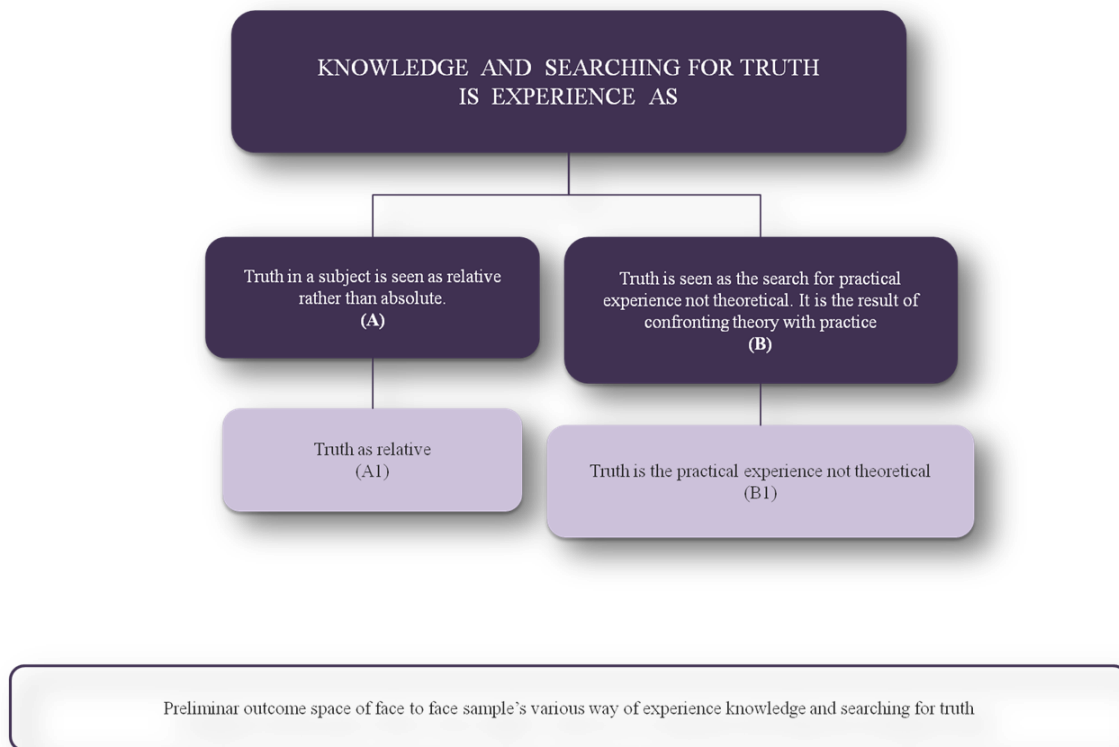 KNOWLEDGE AND SEARCHING FOR TRUTH
IS EXPERIENCE AS
Truth in a subject is seen as relative
rather than absolute.
(A)
Truth is seen as the search for practical
experience not theoretical. It is the result of
confronting theory with practice
(B)
Truth as relative
(A1)
Truth is the practical experience not theoretical
(B1)
Preliminar outcome space of face to face sample's various way of experience knowledge and searching for truth